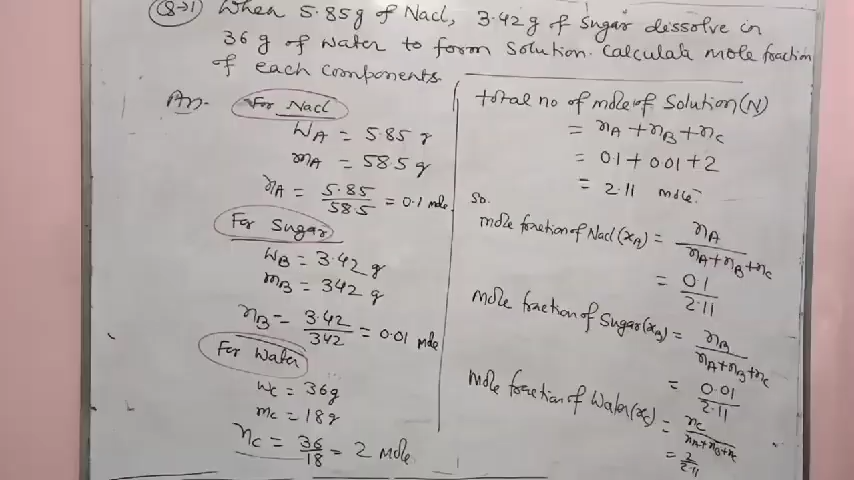 Q→1) When 5.85g of Nacl, 3.42g of sugar dissolve in
36 g of water to form solution. Calculate mole fraction
of each components.
An.
For Nacl
WA = 5.85 g
mA = 58.5 g
nA = 5.85/58.5 = 0.1 mole
For Sugar
WB = 3.42 g
mB = 342 g
nB = 3.42/342 = 0.01 mole
For Water
Wc = 36g
mc = 18g
nc = 36/18 = 2 mole
total no of mole of Solution (N)
= nA + nB + nc
= 0.1 + 0.01 + 2
= 2.11 mole.
So.
mole fraction of Nacl (xA) = nA/nA+nB+nc
= 0.1/2.11
mole fraction of Sugar (xB) = nB/nA+nB+nc
= 0.01/2.11
mole fraction of Water (xc) = nc/nA+nB+nc
= 2/2.11